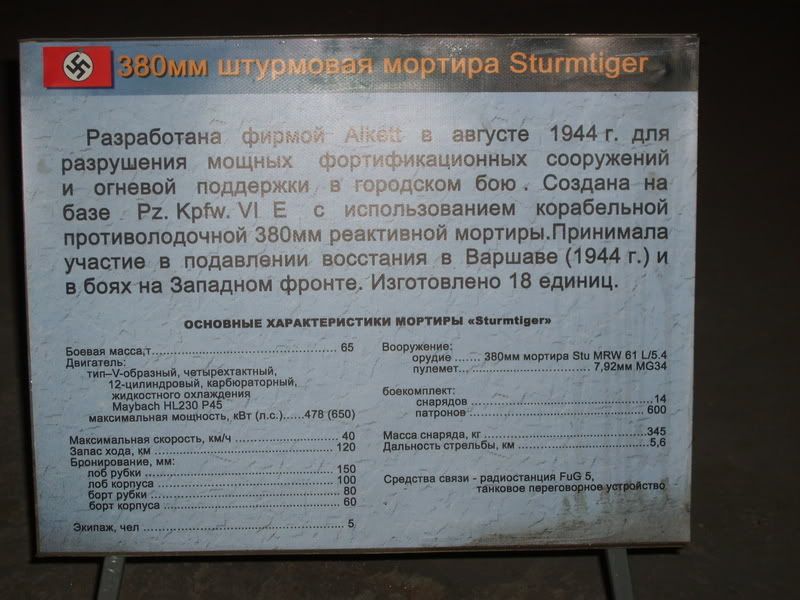 380мм штурмовая мортира Sturmtiger
Разработана фирмой Alkett в августе 1944 г. для
разрушения мощных фортификационных сооружений
и огневой поддержки в городском бою . Создана на
базе Pz. Kpfw. VI E с использованием корабельной
противолодочной 380мм реактивной мортиры.Принимала
участие в подавлении восстания в Варшаве (1944 г.) и
в боях на Западном фронте. Изготовлено 18 единиц.
ОСНОВНЫЕ ХАРАКТЕРИСТИКИ МОРТИРЫ «Sturmtiger»
Боевая масса,т............................................ 65
Двигатель:
тип–V-образный, четырехтактный,
12-цилиндровый, карбюраторный,
жидкостного охлаждения
Maybach HL230 P45
максимальная мощность, кВт (л.с.)......478 (650)
Максимальная скорость, км/ч ........................ 40
Запас хода, км ........................................ 120
Бронирование, мм:
лоб рубки ........................................ 150
лоб корпуса ..................................... 100
борт рубки ....................................... 80
борт корпуса .................................... 60
Экипаж, чел ........................................ 5
Вооружение:
орудие ....... 380мм мортира Stu MRW 61 L/5.4
пулемет........................... 7,92мм MG34
боекомплект:
снарядов ........................................ 14
патронов ........................................ 600
Масса снаряда, кг ................................. 345
Дальность стрельбы, км ........................... 5,6
Средства связи - радиостанция FuG 5,
танковое переговорное устройство